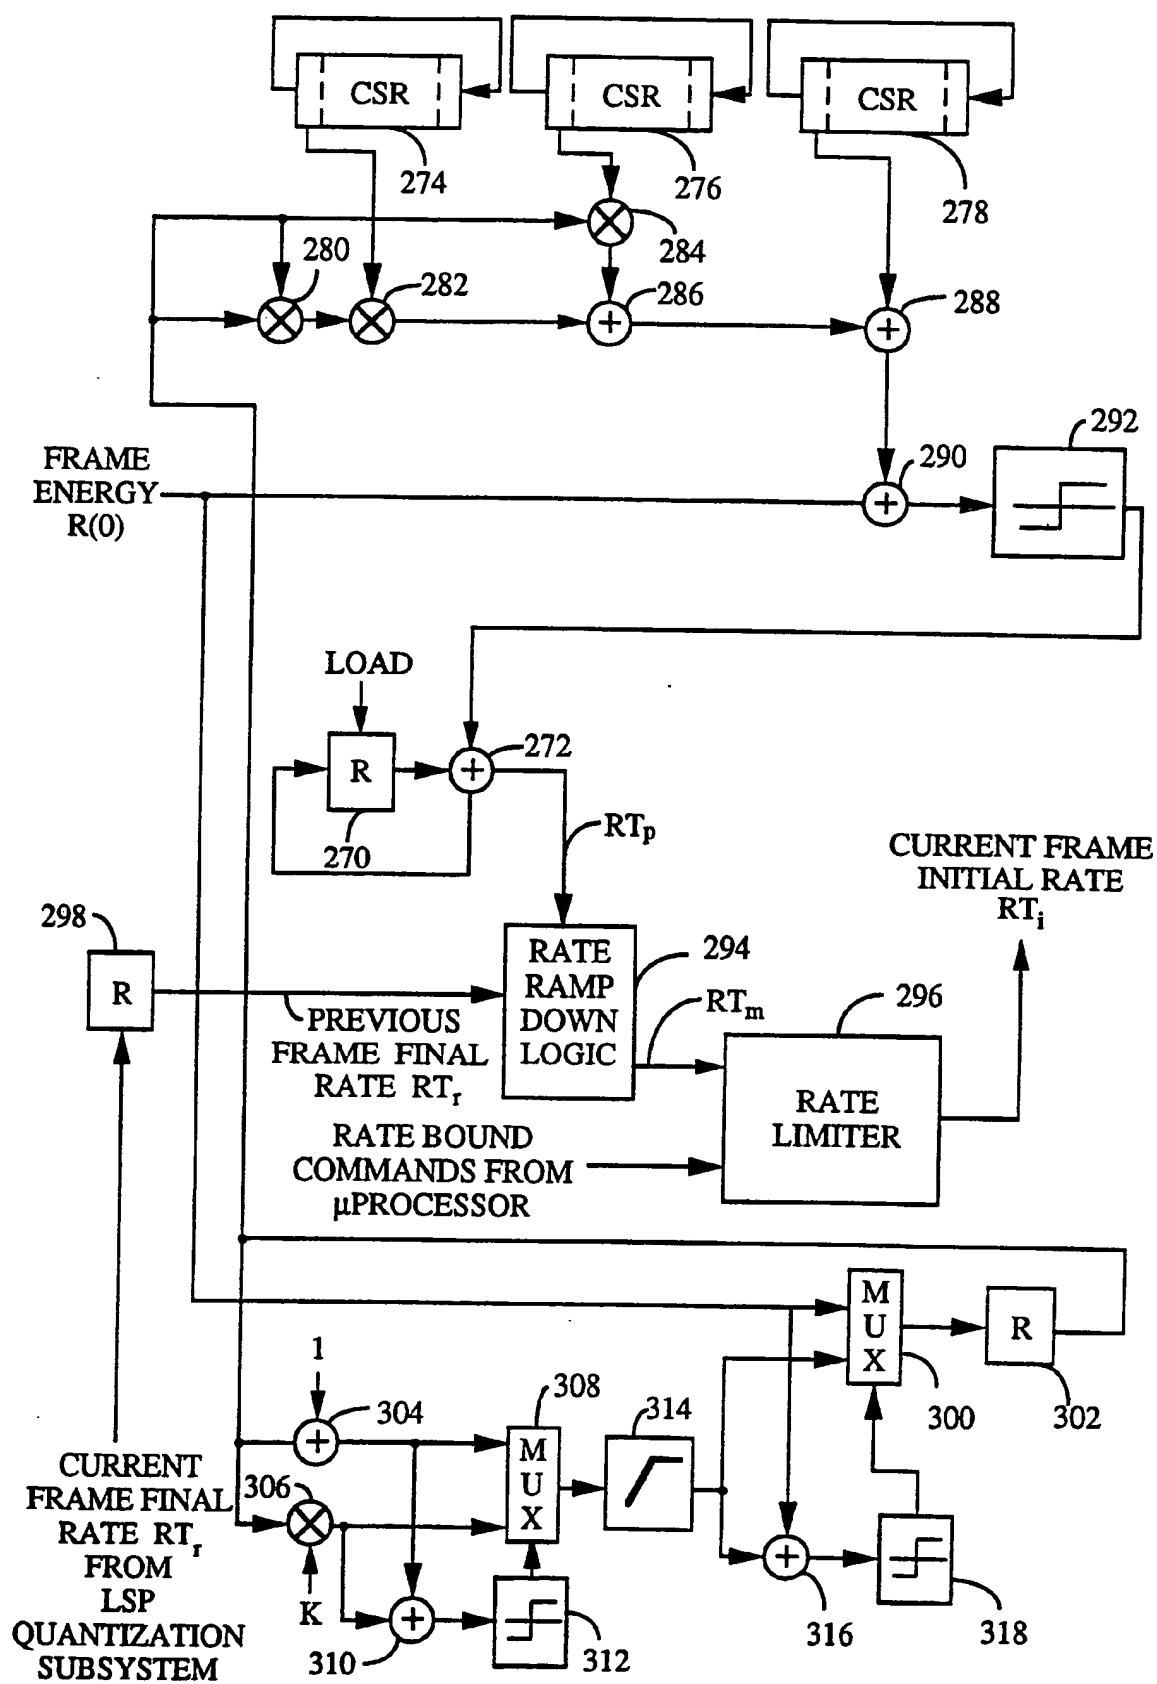 CSR
CSR
CSR
274
276
278
280
282
284
286
288
292
FRAME
ENERGY
R(0)
290
LOAD
R
272
270
RTp
CURRENT FRAME
INITIAL RATE
RTi
298
R
RATE
RAMP
DOWN
LOGIC
294
RTm
296
PREVIOUS
FRAME FINAL
RATE RTr
RATE
LIMITER
RATE BOUND
COMMANDS FROM
µPROCESSOR
MUX
R
300
302
1
304
308
314
MUX
CURRENT
FRAME FINAL
RATE RTr
FROM
LSP
QUANTIZATION
SUBSYSTEM
306
K
310
312
316
318